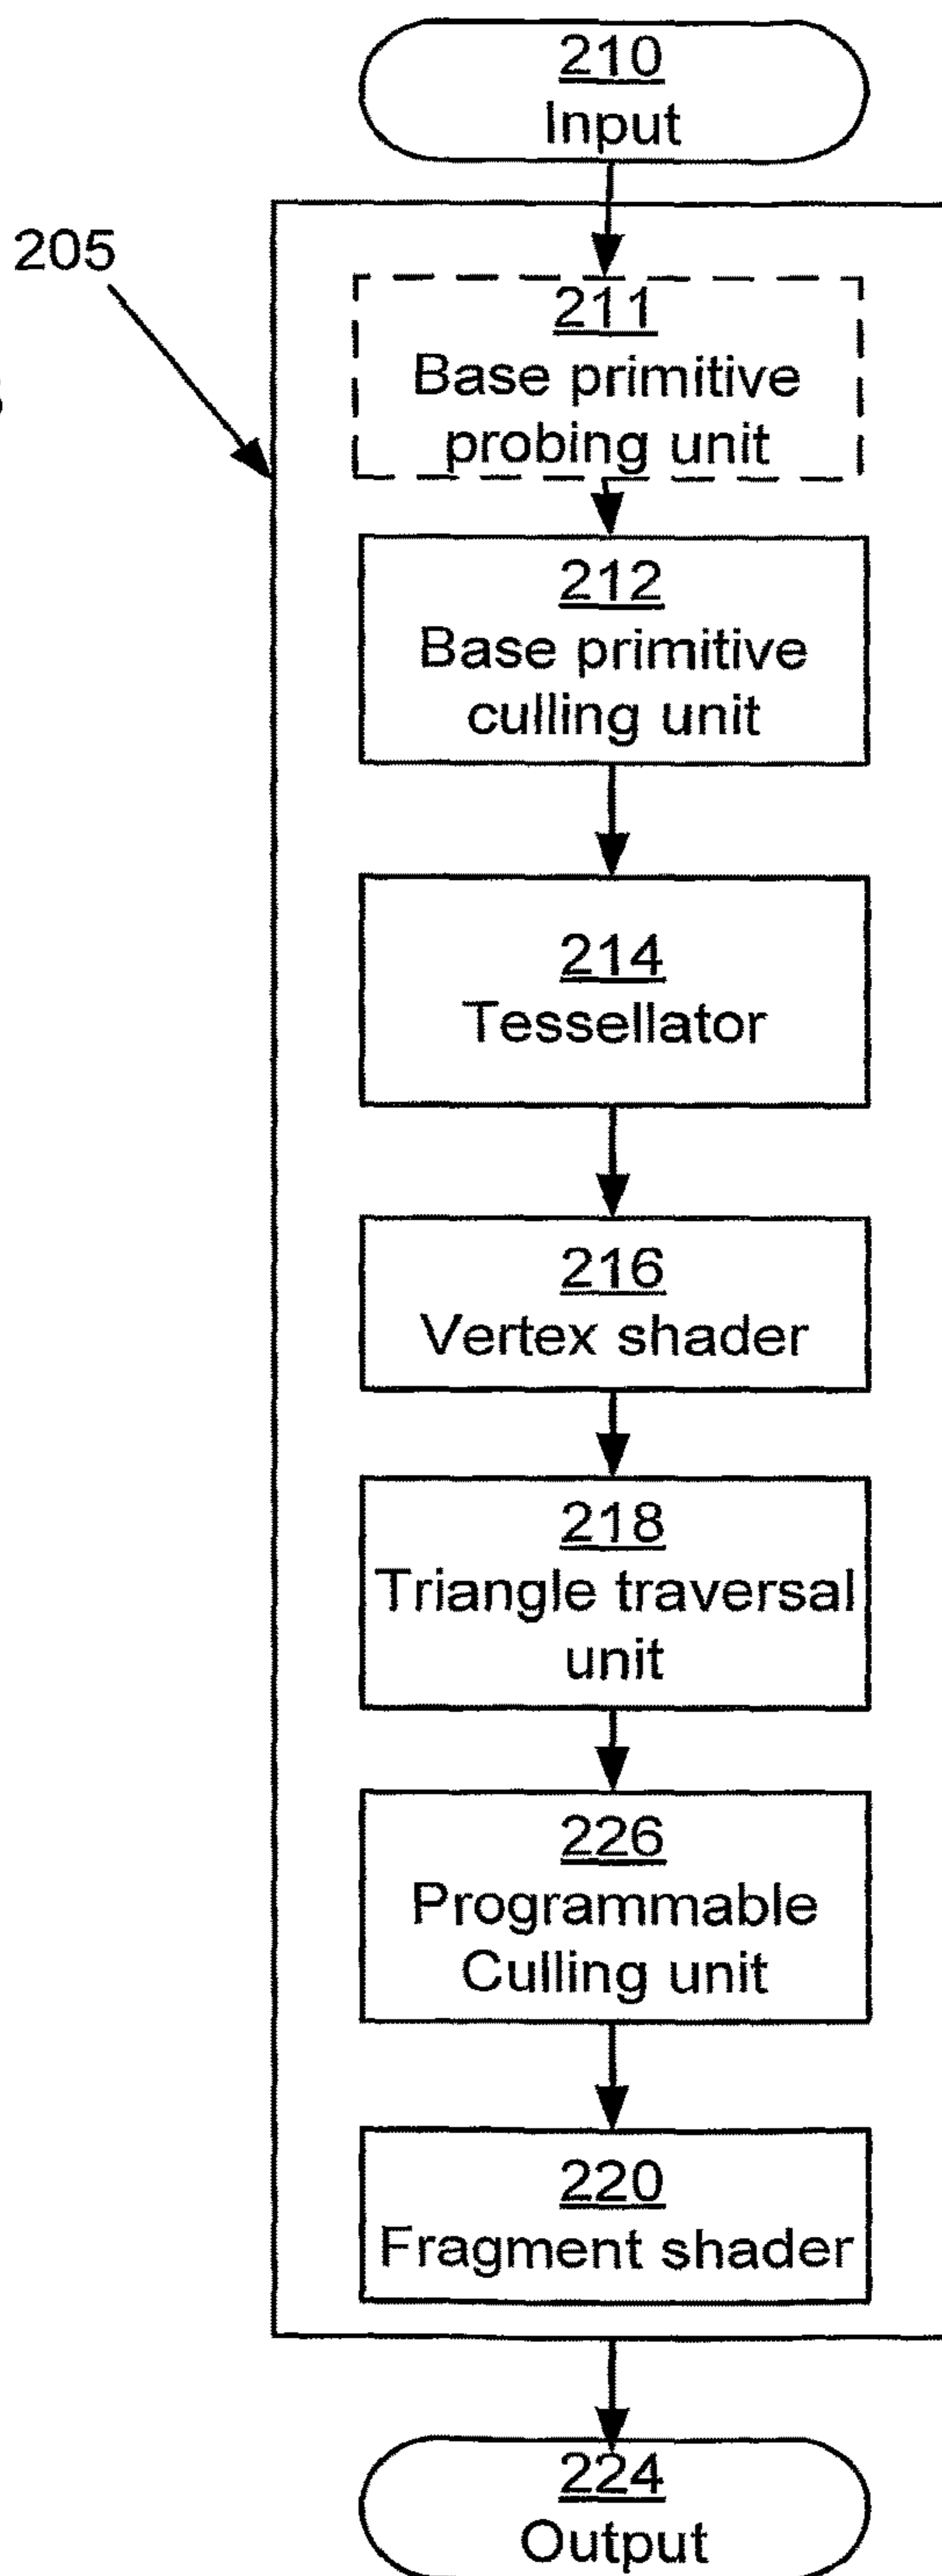 210
Input
205
211
Base primitive
probing unit
212
Base primitive
culling unit
214
Tessellator
216
Vertex shader
218
Triangle traversal
unit
226
Programmable
Culling unit
220
Fragment shader
224
Output